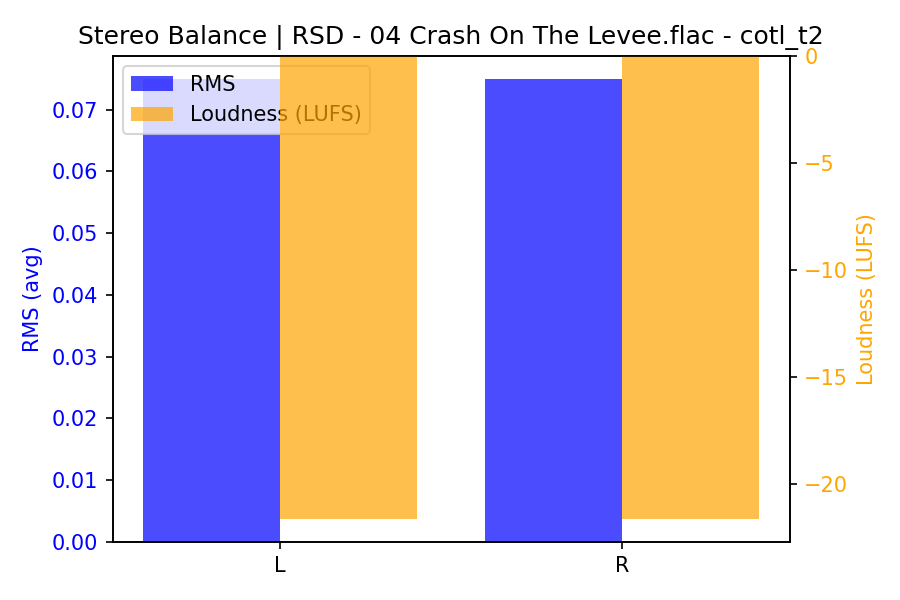 Stereo Balance | RSD - 04 Crash On The Levee.flac - cotl_t2
RMS
Loudness (LUFS)
RMS (avg)
0.07
0.06
0.05
0.04
0.03
0.02
0.01
0.00
L
R
0
−5
−10
−15
−20
Loudness (LUFS)